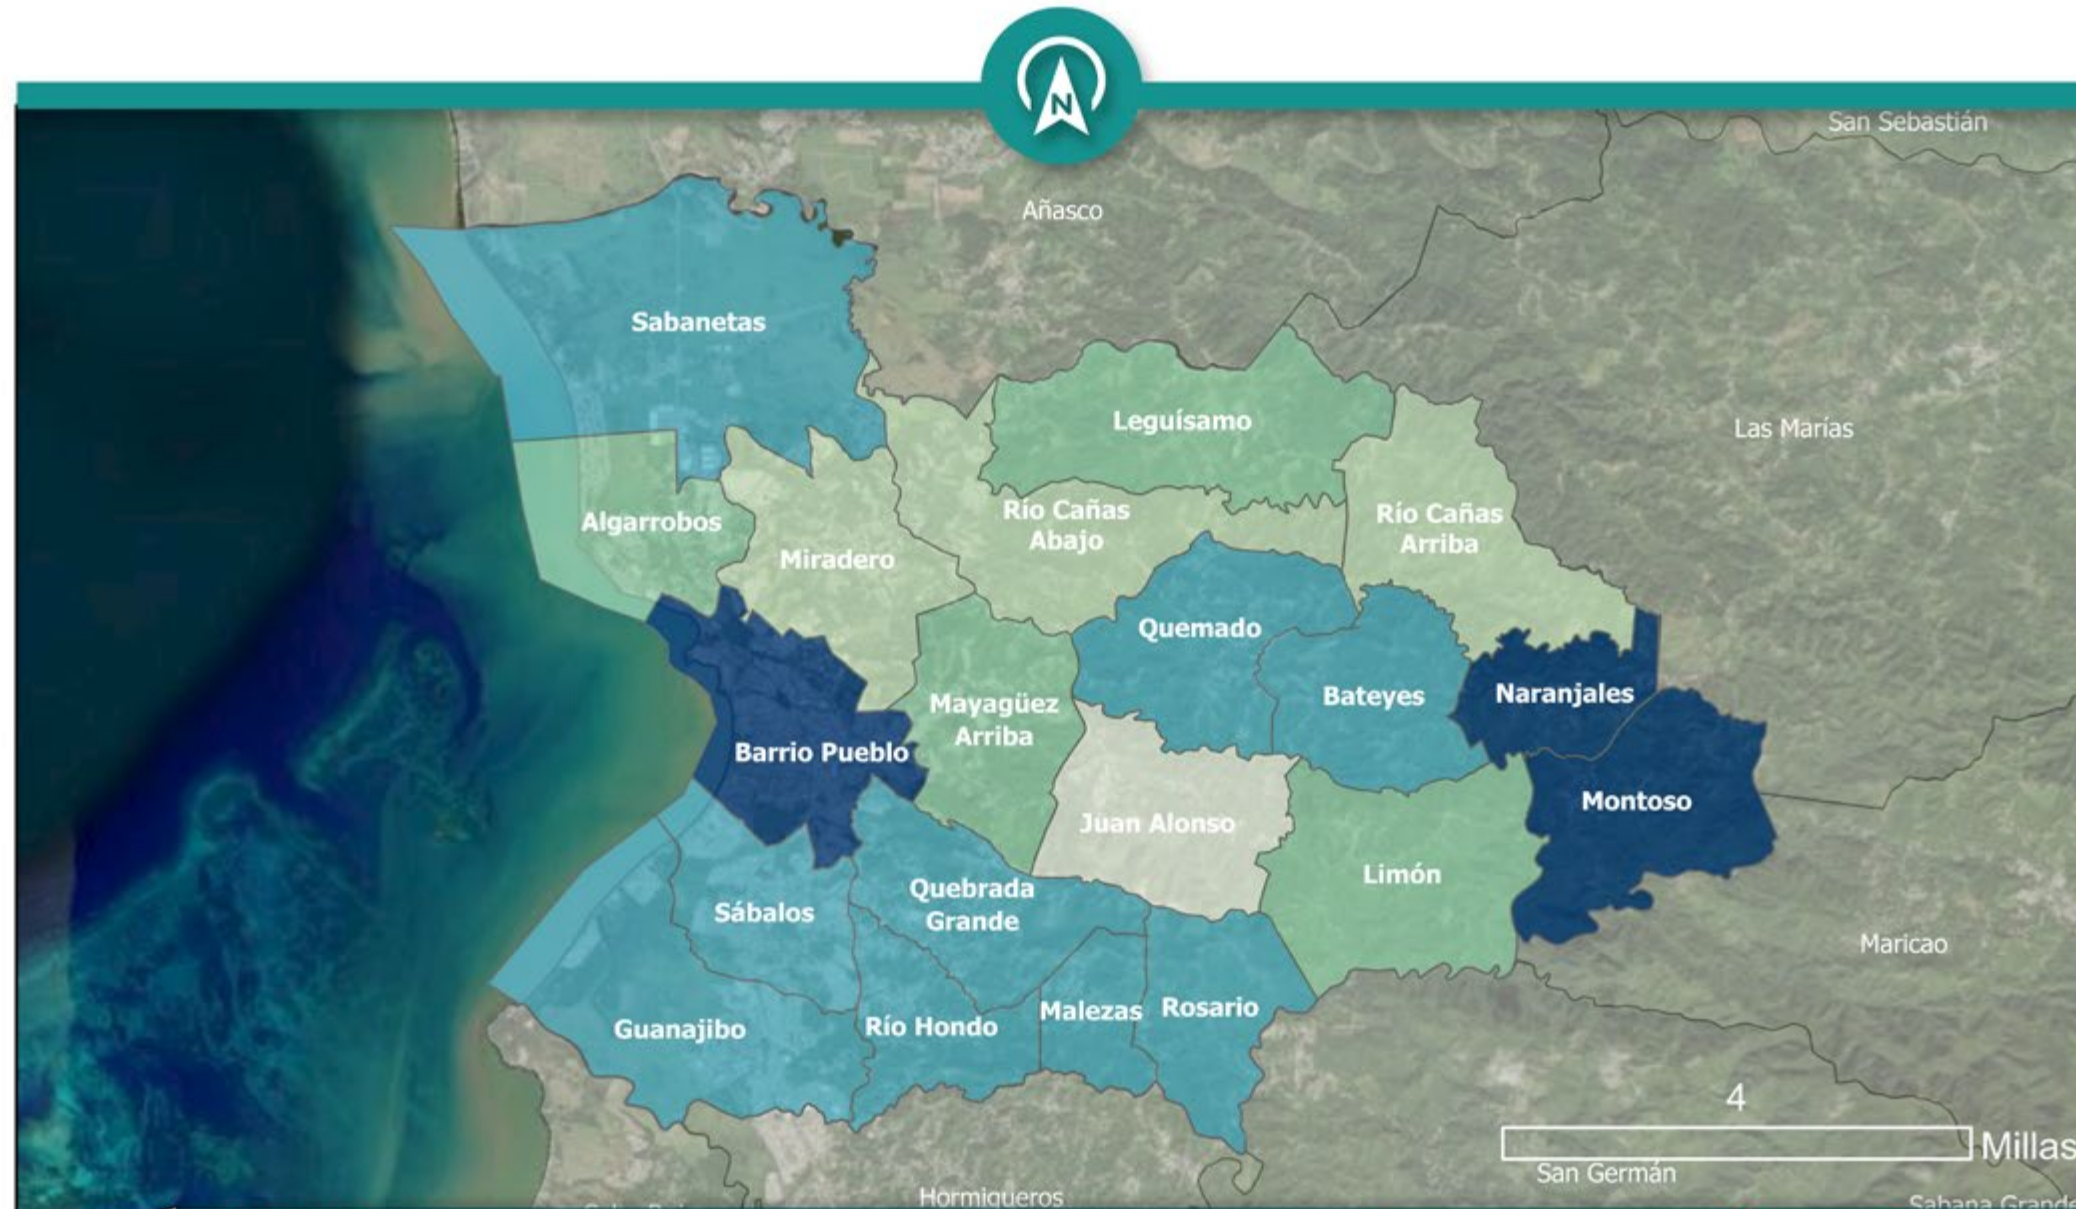 N
San Sebastián
Añasco
Sabanetas
Leguísamo
Las Marías
Algarrobos
Río Cañas
Abajo
Río Cañas
Arriba
Miradero
Quemado
Bateyes
Naranjales
Mayagüez
Arriba
Barrio Pueblo
Montoso
Juan Alonso
Limón
Quebrada
Grande
Sábalos
Maricao
Guanajibo
Río Hondo
Malezas
Rosario
4
Millas
San Germán
Hormigueros
Sabana Grande